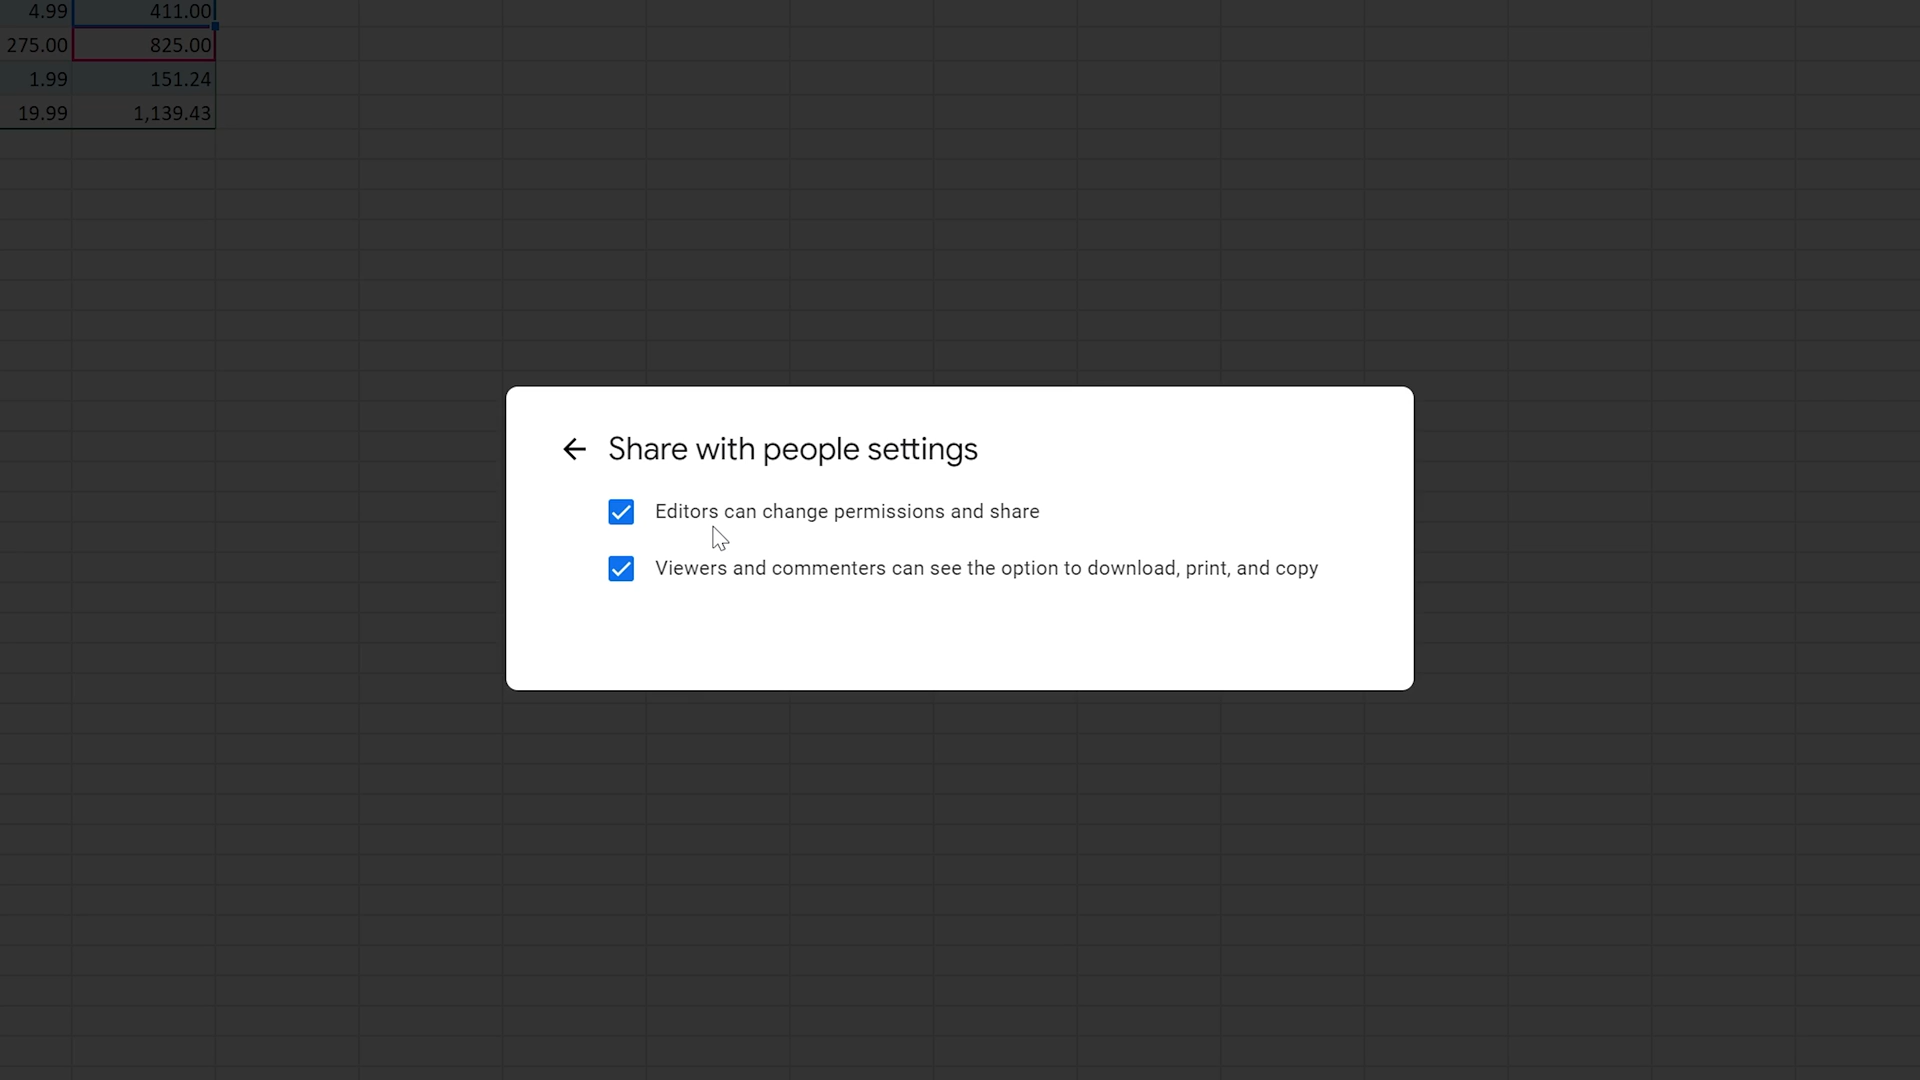 4.99 411.00
275.00 825.00
1.99 151.24
19.99 1,139.43
Share with people settings
Editors can change permissions and share
Viewers and commenters can see the option to download, print, and copy